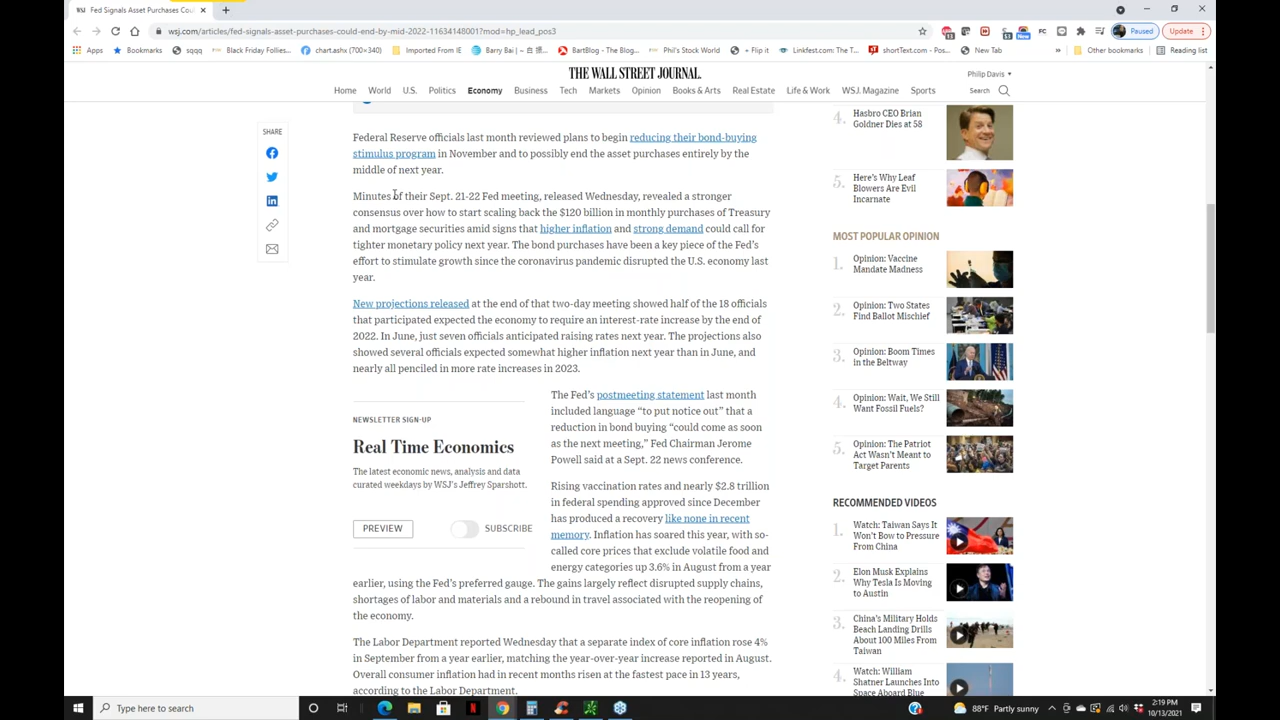 WSJ Fed Signals Asset Purchases Cou
wsj.com/articles/fed-signals-asset-purchases-could-end-by-mid-2022-11634148001?mod=hp_lead_pos3
Paused
Update
Apps
Bookmarks
sqqq
Black Friday Follies...
chart.ashx (700×340)
Imported From IE
BartBlog - The Blog...
Phil's Stock World
+ Flip it
Linkfest.com: The T...
shortText.com - Pos...
New Tab
»
Other bookmarks
Reading list
THE WALL STREET JOURNAL.
Philip Davis
Home World U.S. Politics Economy Business Tech Markets Opinion Books & Arts Real Estate Life & Work WSJ. Magazine Sports
Search
SHARE
Federal Reserve officials last month reviewed plans to begin reducing their bond-buying
stimulus program in November and to possibly end the asset purchases entirely by the
middle of next year.
Minutes of their Sept. 21-22 Fed meeting, released Wednesday, revealed a stronger
consensus over how to start scaling back the $120 billion in monthly purchases of Treasury
and mortgage securities amid signs that higher inflation and strong demand could call for
tighter monetary policy next year. The bond purchases have been a key piece of the Fed's
effort to stimulate growth since the coronavirus pandemic disrupted the U.S. economy last
year.
New projections released at the end of that two-day meeting showed half of the 18 officials
that participated expected the economy to require an interest-rate increase by the end of
2022. In June, just seven officials anticipated raising rates next year. The projections also
showed several officials expected somewhat higher inflation next year than in June, and
nearly all penciled in more rate increases in 2023.
NEWSLETTER SIGN-UP
Real Time Economics
The latest economic news, analysis and data
curated weekdays by WSJ's Jeffrey Sparshott.
PREVIEW
SUBSCRIBE
The Fed's postmeeting statement last month
included language "to put notice out" that a
reduction in bond buying "could come as soon
as the next meeting," Fed Chairman Jerome
Powell said at a Sept. 22 news conference.
Rising vaccination rates and nearly $2.8 trillion
in federal spending approved since December
has produced a recovery like none in recent
memory. Inflation has soared this year, with so-
called core prices that exclude volatile food and
energy categories up 3.6% in August from a year
earlier, using the Fed's preferred gauge. The gains largely reflect disrupted supply chains,
shortages of labor and materials and a rebound in travel associated with the reopening of
the economy.
The Labor Department reported Wednesday that a separate index of core inflation rose 4%
in September from a year earlier, matching the year-over-year increase reported in August.
Overall consumer inflation had in recent months risen at the fastest pace in 13 years,
according to the Labor Department.
4.
Hasbro CEO Brian
Goldner Dies at 58
5.
Here's Why Leaf
Blowers Are Evil
Incarnate
MOST POPULAR OPINION
1.
Opinion: Vaccine
Mandate Madness
2.
Opinion: Two States
Find Ballot Mischief
3.
Opinion: Boom Times
in the Beltway
4.
Opinion: Wait, We Still
Want Fossil Fuels?
5.
Opinion: The Patriot
Act Wasn't Meant to
Target Parents
RECOMMENDED VIDEOS
1.
Watch: Taiwan Says It
Won't Bow to Pressure
From China
2.
Elon Musk Explains
Why Tesla Is Moving
to Austin
3.
China's Military Holds
Beach Landing Drills
About 100 Miles From
Taiwan
4.
Watch: William
Shatner Launches Into
Space Aboard Blue
Type here to search
88°F Partly sunny
2:19 PM
10/13/2021